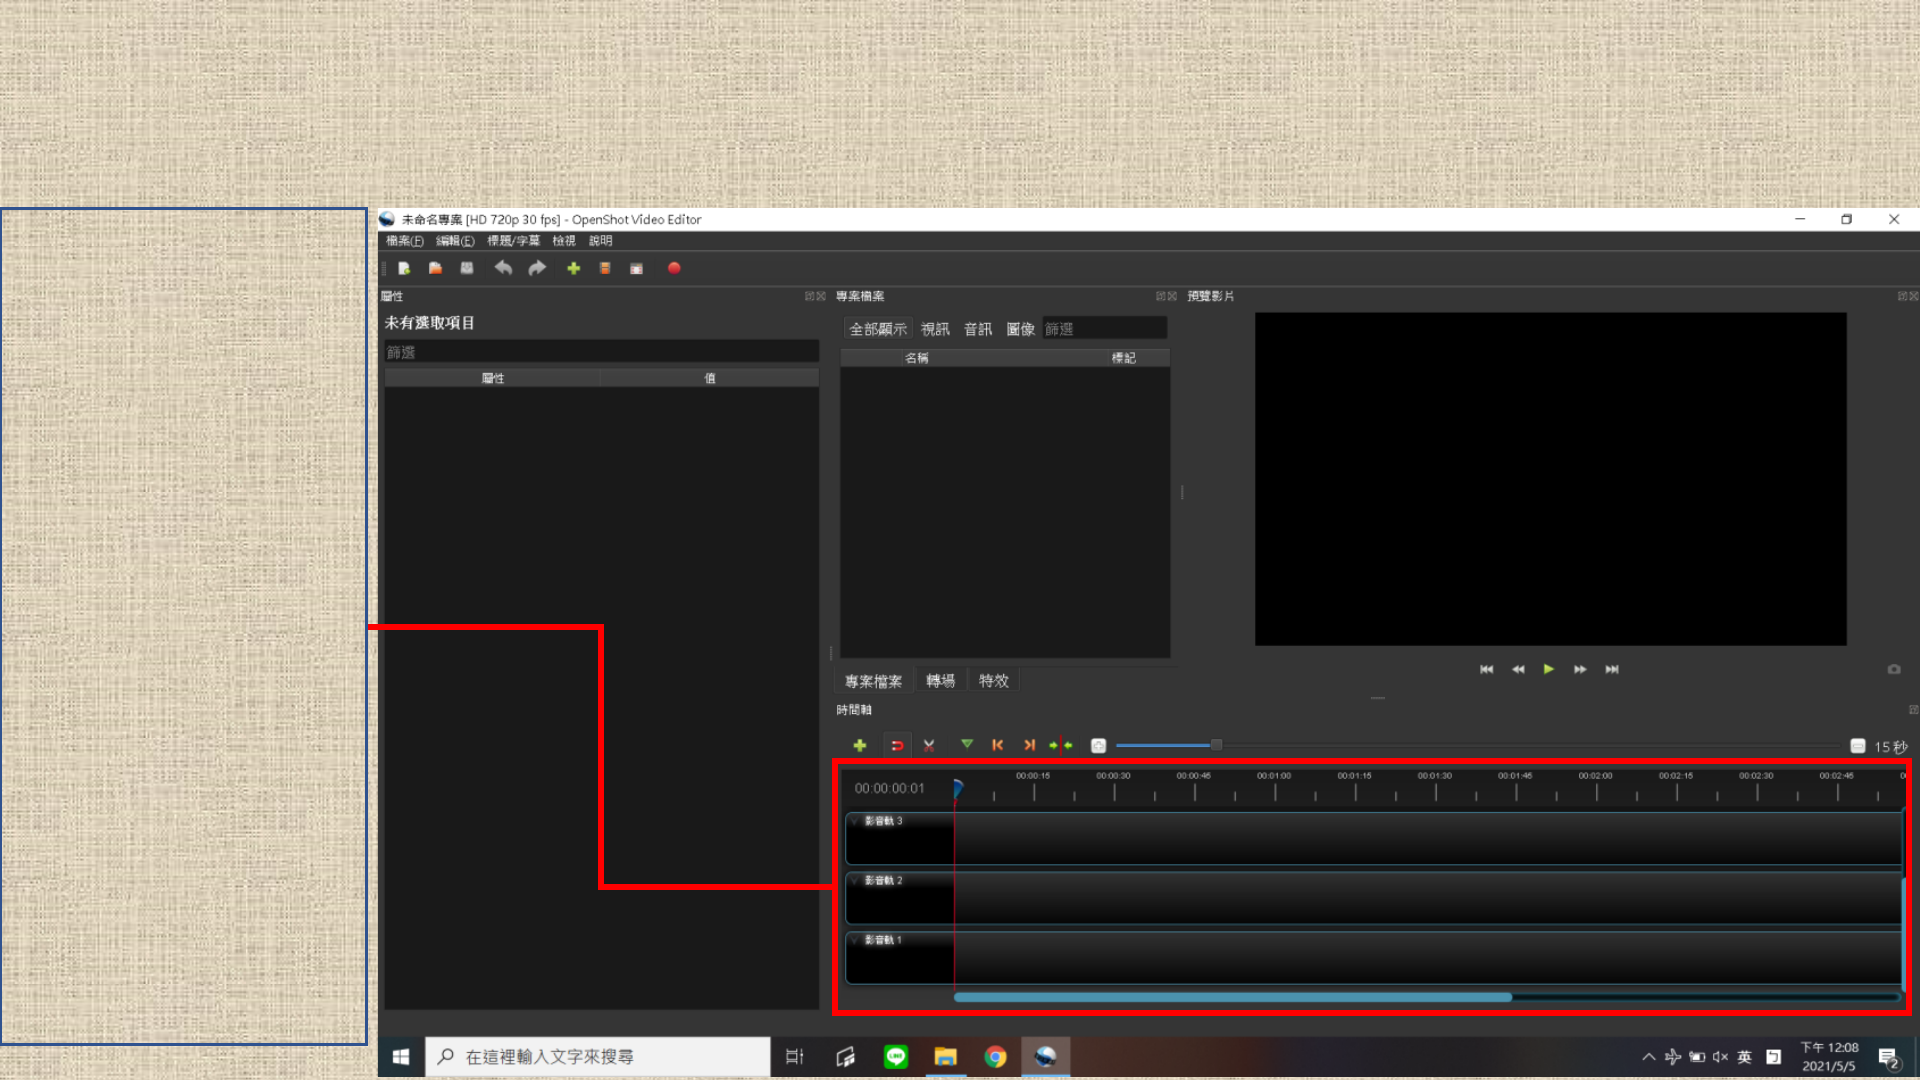 未命名專案 [HD 720p 30 fps] - OpenShot Video Editor
檔案(F) 編輯(E) 標題/字幕 檢視 說明
屬性
專案檔案
預覽影片
未有選取項目
篩選
屬性 值
全部顯示 視訊 音訊 圖像 篩選
名稱 標記
專案檔案 轉場 特效
時間軸
15 秒
00:00:00:01
00:00:15 00:00:30 00:00:45 00:01:00 00:01:15 00:01:30 00:01:45 00:02:00 00:02:15 00:02:30 00:02:45
影音軌 3
影音軌 2
影音軌 1
在這裡輸入文字來搜尋
LINE
英
ㄅ
下午 12:08
2021/5/5
2